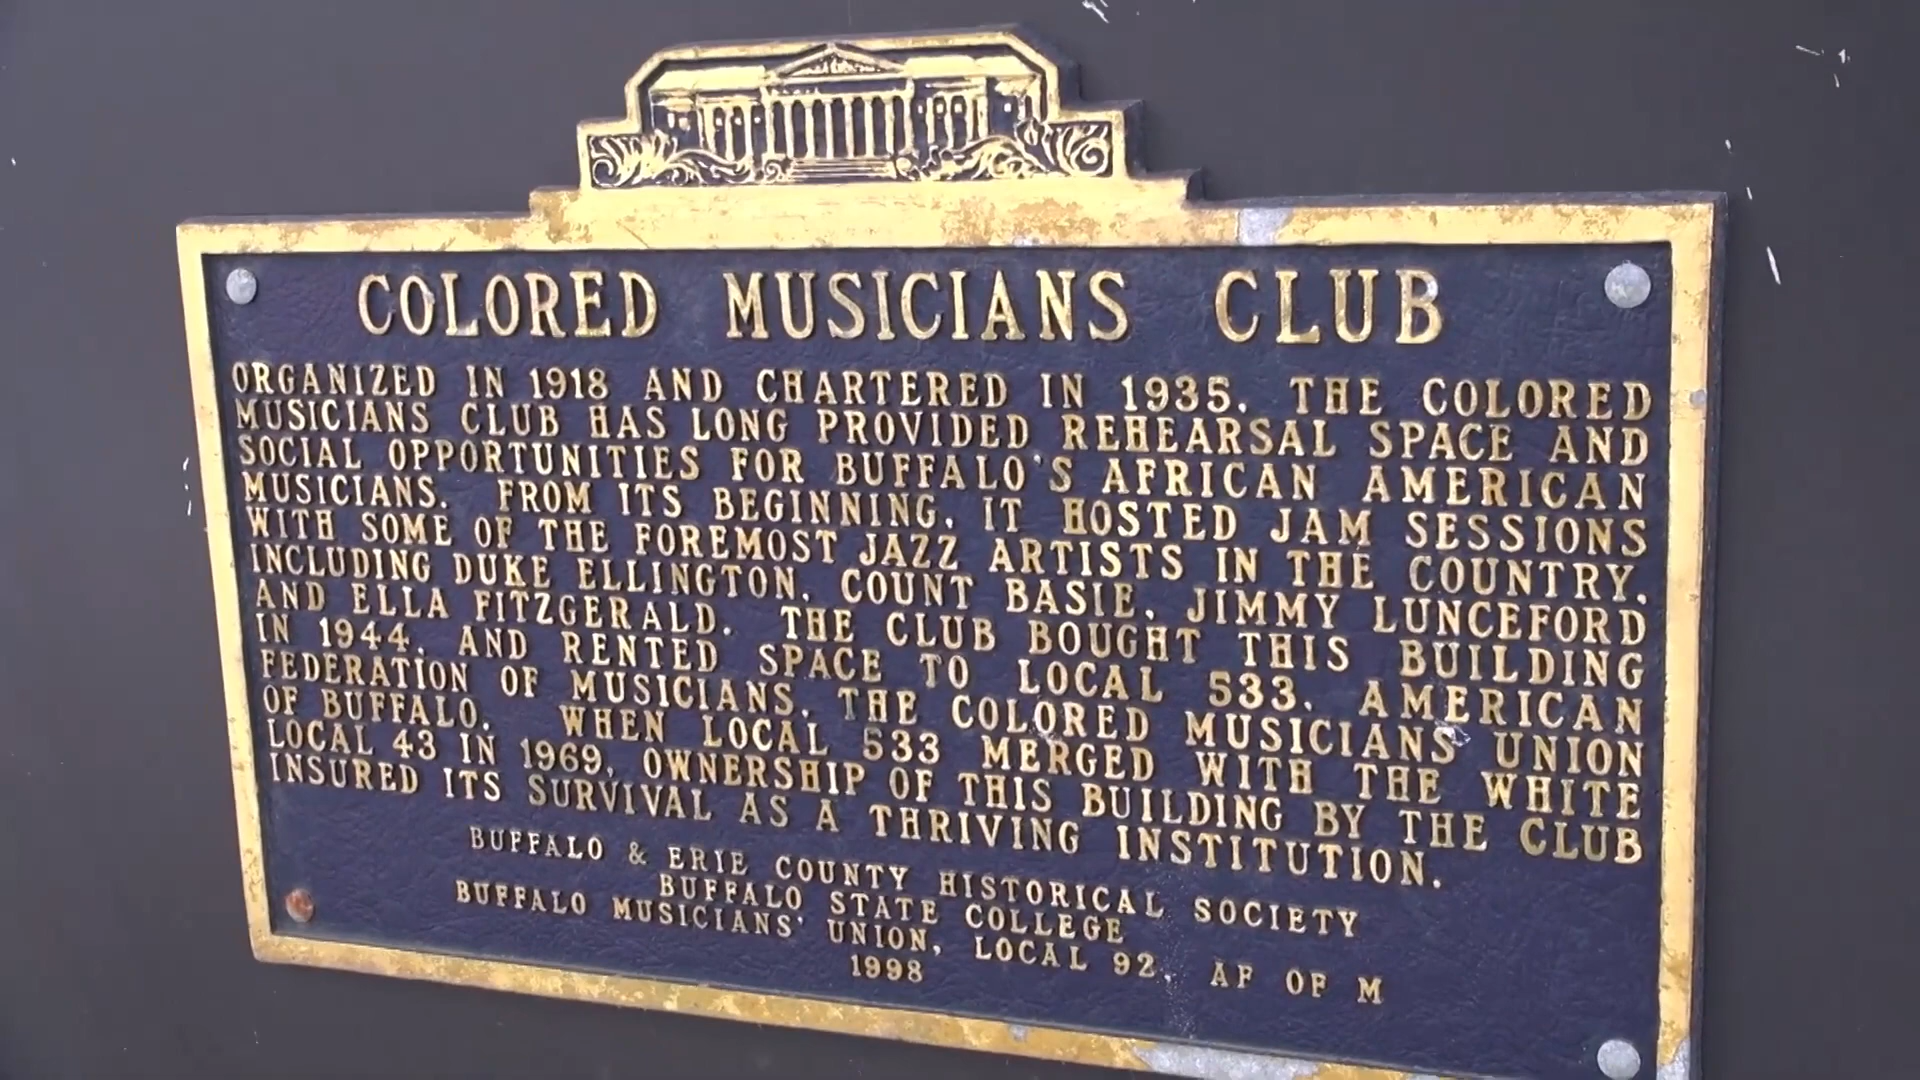 COLORED MUSICIANS CLUB
ORGANIZED IN 1918 AND CHARTERED IN 1935, THE COLORED
MUSICIANS CLUB HAS LONG PROVIDED REHEARSAL SPACE AND
SOCIAL OPPORTUNITIES FOR BUFFALO'S AFRICAN AMERICAN
MUSICIANS. FROM ITS BEGINNING, IT HOSTED JAM SESSIONS
WITH SOME OF THE FOREMOST JAZZ ARTISTS IN THE COUNTRY,
INCLUDING DUKE ELLINGTON, COUNT BASIE, JIMMY LUNCEFORD
AND ELLA FITZGERALD. THE CLUB BOUGHT THIS BUILDING
IN 1944, AND RENTED SPACE TO LOCAL 533, AMERICAN
FEDERATION OF MUSICIANS, THE COLORED MUSICIANS UNION
OF BUFFALO. WHEN LOCAL 533 MERGED WITH THE WHITE
LOCAL 43 IN 1969, OWNERSHIP OF THIS BUILDING BY THE CLUB
INSURED ITS SURVIVAL AS A THRIVING INSTITUTION.
BUFFALO & ERIE COUNTY HISTORICAL SOCIETY
BUFFALO STATE COLLEGE
BUFFALO MUSICIANS' UNION, LOCAL 92, AF OF M
1998